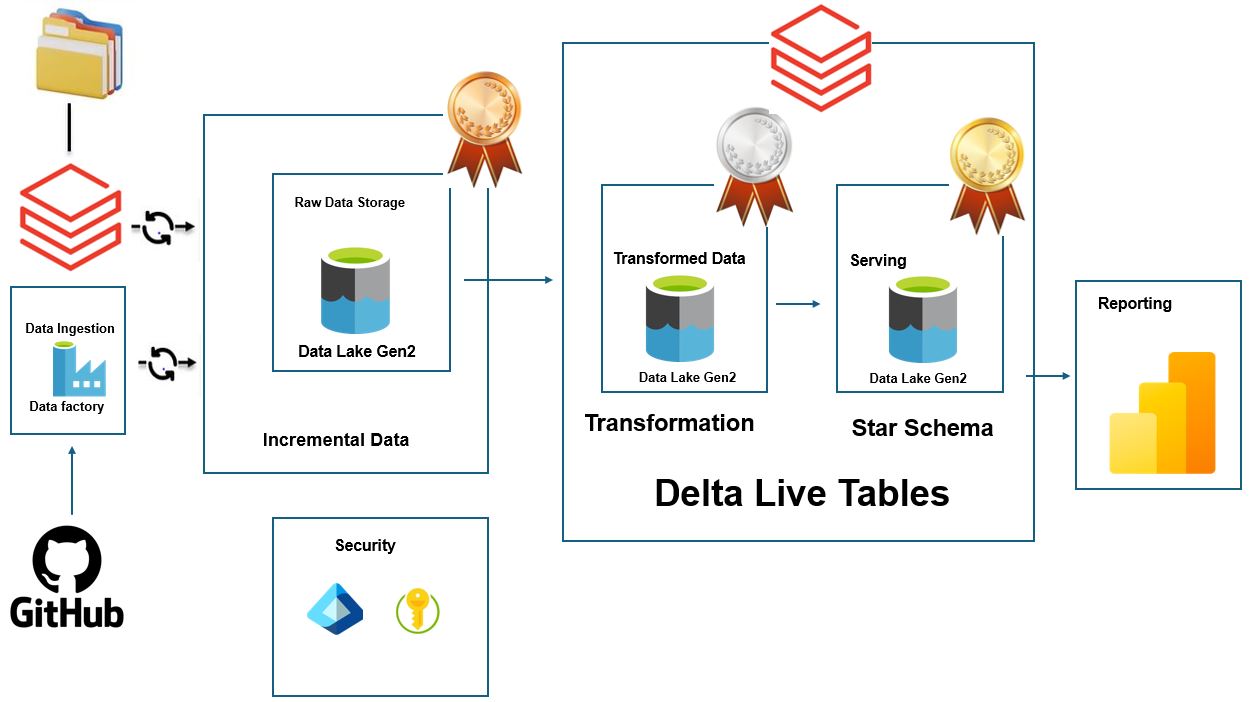 Raw Data Storage
Data Lake Gen2
Incremental Data
Data Ingestion
Data factory
GitHub
Security
Transformed Data
Data Lake Gen2
Transformation
Serving
Data Lake Gen2
Star Schema
Delta Live Tables
Reporting